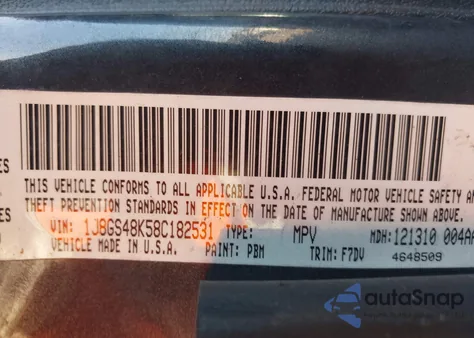 ES
THIS VEHICLE CONFORMS TO ALL APPLICABLE U.S.A. FEDERAL MOTOR VEHICLE SAFETY AN
THEFT PREVENTION STANDARDS IN EFFECT ON THE DATE OF MANUFACTURE SHOWN ABOVE.
VIN: 1J8GS48K58C182531 TYPE: MPV MDH: 121310 004AA
VEHICLE MADE IN U.S.A. PAINT: PBM TRIM: F7DV 4648509
autoSnap